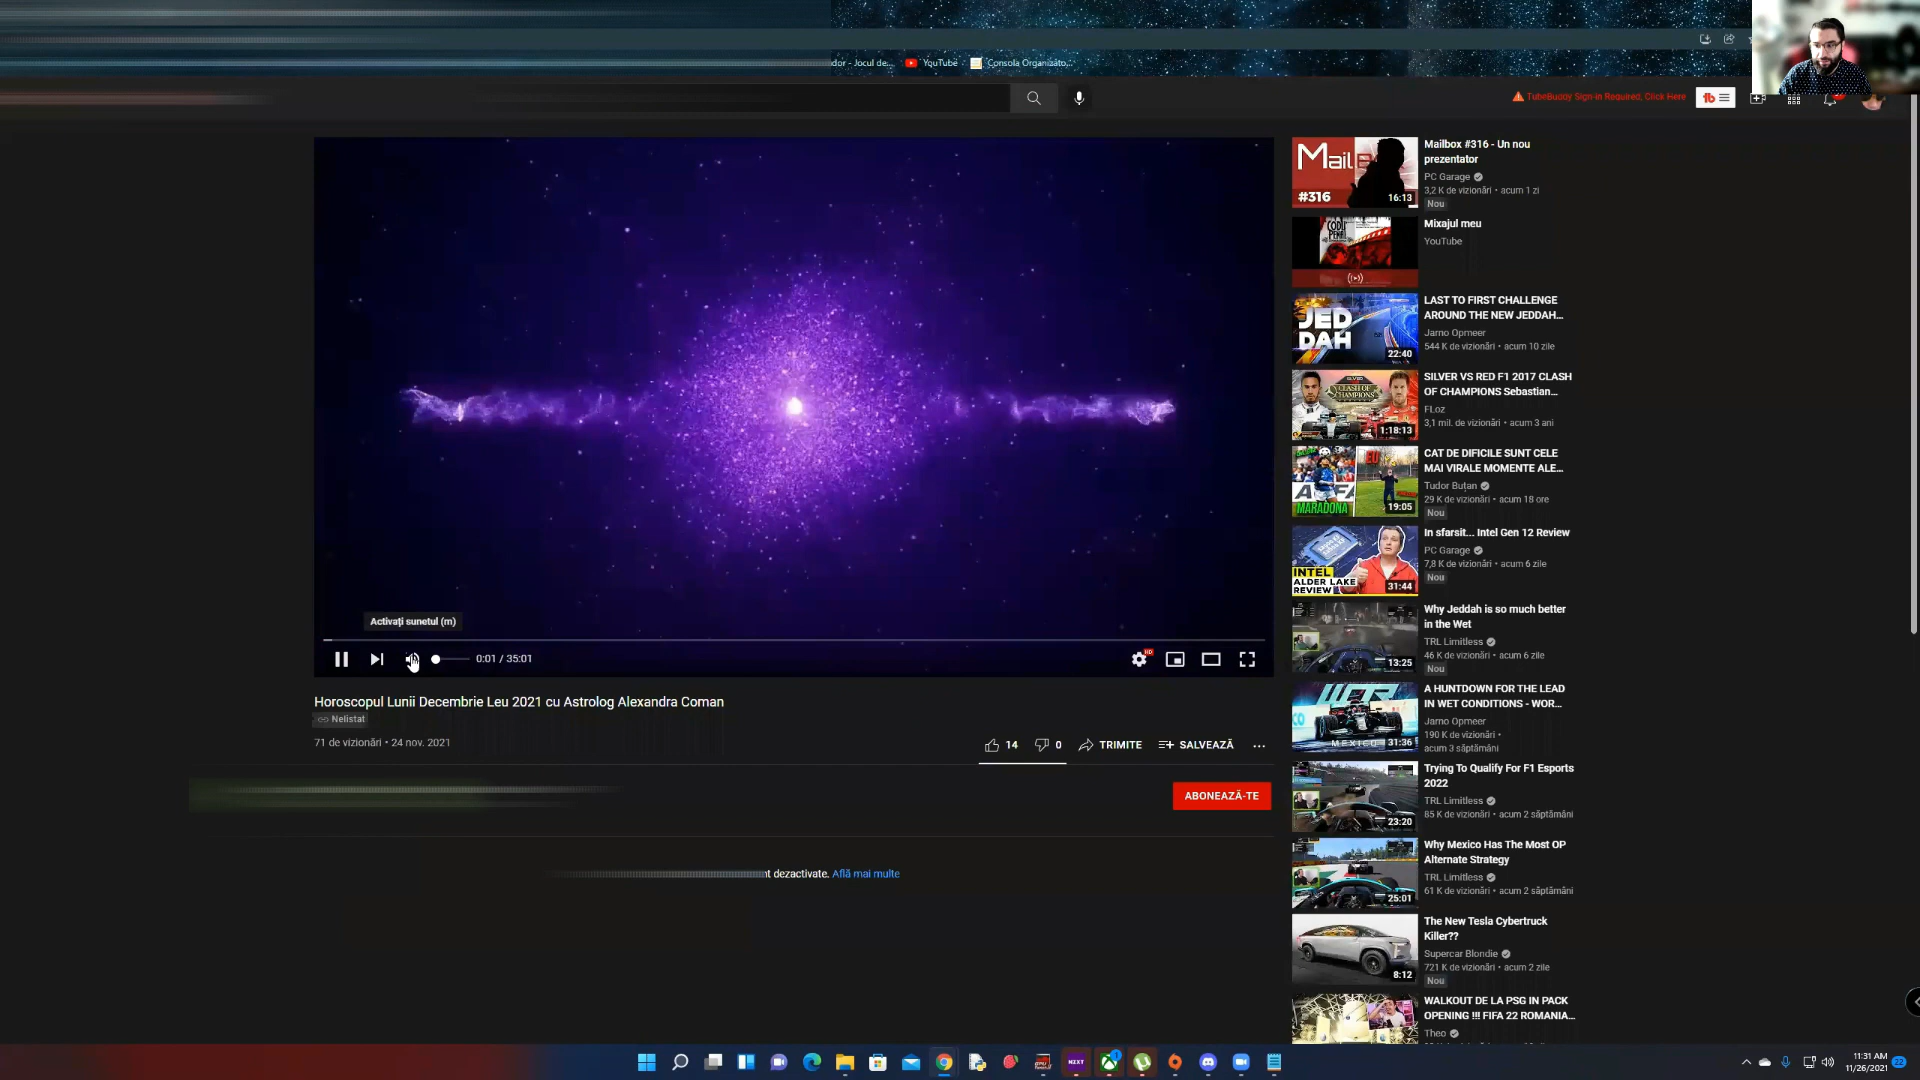 dor - Jocul de...
YouTube
Consola Organizato...
TubeBuddy Sign-In Required, Click Here
Activați sunetul (m)
0:01 / 35:01
HD
Horoscopul Lunii Decembrie Leu 2021 cu Astrolog Alexandra Coman
Nelistat
71 de vizionări • 24 nov. 2021
14
0
TRIMITE
SALVEAZĂ
ABONEAZĂ-TE
t dezactivate. Află mai multe
Mail
#316
16:13
Mailbox #316 - Un nou
prezentator
PC Garage
3,2 K de vizionări • acum 1 zi
Nou
Mixajul meu
YouTube
JED
DAH
22:40
LAST TO FIRST CHALLENGE
AROUND THE NEW JEDDAH...
Jarno Opmeer
544 K de vizionări • acum 10 zile
1:18:13
SILVER VS RED F1 2017 CLASH
OF CHAMPIONS Sebastian...
FLoz
3,1 mil. de vizionări • acum 3 ani
EU
MARADONA
19:05
CAT DE DIFICILE SUNT CELE
MAI VIRALE MOMENTE ALE...
Tudor Buțan
29 K de vizionări • acum 18 ore
Nou
INTEL
ALDER LAKE
REVIEW
31:44
In sfarsit... Intel Gen 12 Review
PC Garage
7,8 K de vizionări • acum 6 zile
Nou
13:25
Why Jeddah is so much better
in the Wet
TRL Limitless
46 K de vizionări • acum 6 zile
Nou
MEXICO
31:36
A HUNTDOWN FOR THE LEAD
IN WET CONDITIONS - WOR...
Jarno Opmeer
190 K de vizionări •
acum 3 săptămâni
23:20
Trying To Qualify For F1 Esports
2022
TRL Limitless
85 K de vizionări • acum 2 săptămâni
25:01
Why Mexico Has The Most OP
Alternate Strategy
TRL Limitless
61 K de vizionări • acum 2 săptămâni
8:12
The New Tesla Cybertruck
Killer??
Supercar Blondie
721 K de vizionări • acum 2 zile
Nou
WALKOUT DE LA PSG IN PACK
OPENING !!! FIFA 22 ROMANIA...
Theo
NZXT
11:31 AM
11/26/2021
22